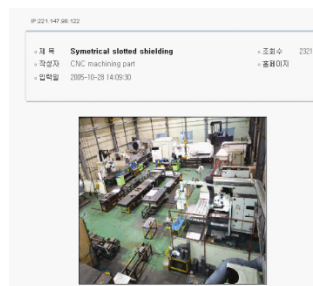 IP:221.147.98.122
제 목 Symetrical slotted shielding 조회수 2321
작성자 CNC machining part 홈페이지
입력일 2005-10-28 14:09:30